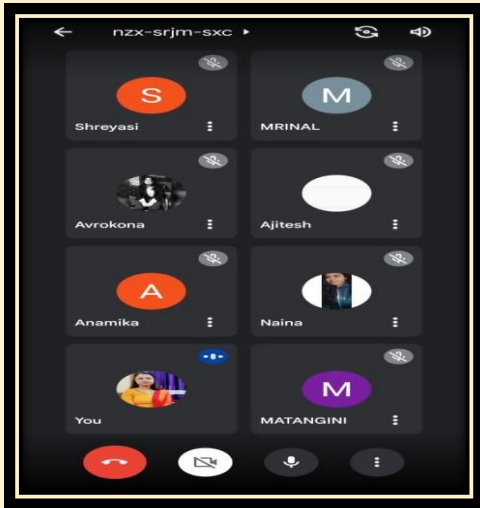 nzx-srjm-sxc
S
M
Shreyasi
MRINAL
Avrokona
Ajitesh
A
Anamika
Naina
M
You
MATANGINI